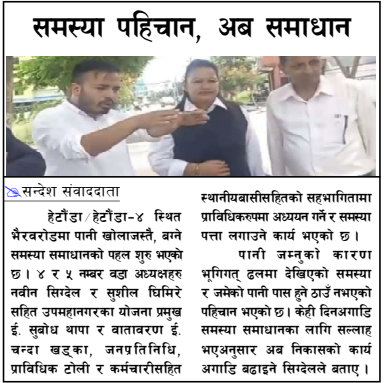 समस्या पहिचान, अब समाधान
सन्देश संवाददाता
हेटौंडा/हेटौंडा-४ स्थित
भैरवरोडमा पानी खोलाजस्तै, बग्ने
समस्या समाधानको पहल शुरु भएको
छ । ४ र ५ नम्बर वडा अध्यक्षहरु
नवीन सिग्देल र सुशील घिमिरे
सहित उपमहानगरका योजना प्रमुख
ई. सुबोध थापा र वातावरण ई.
चन्दा खड्का, जनप्रतिनिधि,
प्राविधिक टोली र कर्मचारीसहित
स्थानीयबासीसहितको सहभागितामा
प्राविधिकरुपमा अध्ययन गर्ने र समस्या
पत्ता लगाउने कार्य भएको छ ।
पानी जम्नुको कारण
भूमिगत् ढलमा देखिएको समस्या
र जमेको पानी पास हुने ठाउँ नभएको
पहिचान भएको छ । केही दिनअगाडि
समस्या समाधानका लागि सल्लाह
भएअनुसार अब निकासको कार्य
अगाडि बढाइने सिग्देलले बताए ।